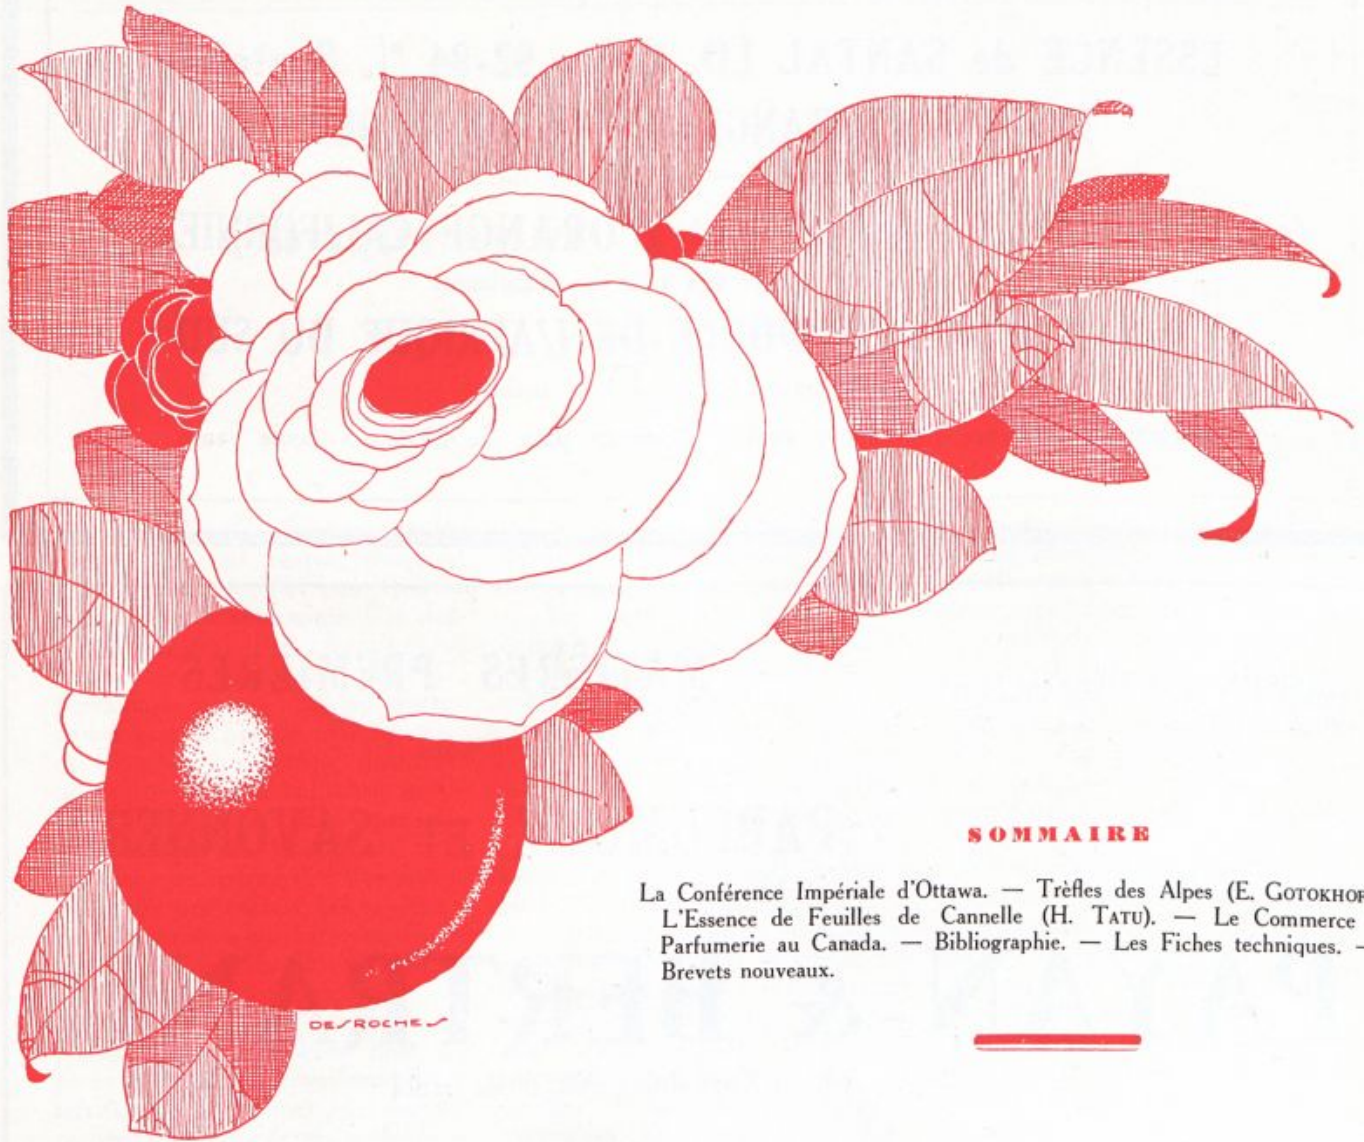 SOMMAIRE
La Conférence Impériale d'Ottawa. — Trèfles des Alpes (E. GOTOKHOF
L'Essence de Feuilles de Cannelle (H. TATU). — Le Commerce
Parfumerie au Canada. — Bibliographie. — Les Fiches techniques. —
Brevets nouveaux.
DESROCHES